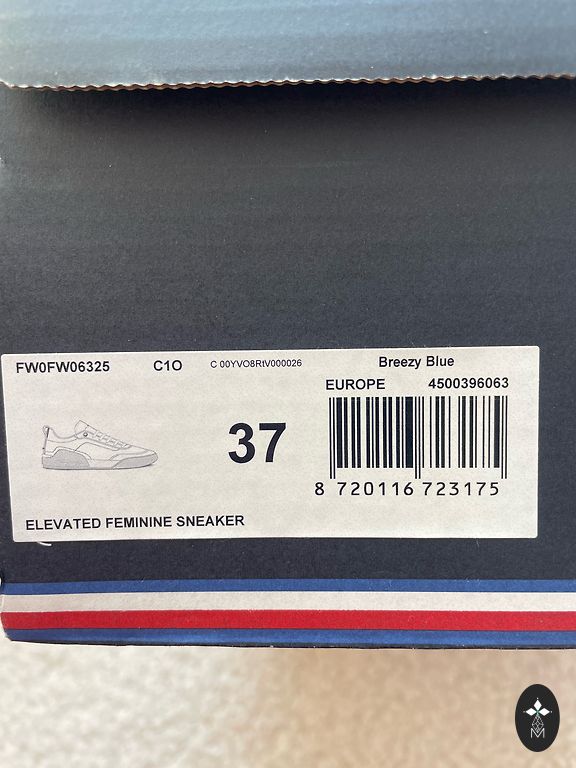 FW0FW06325 C1O C 00YVO8RtV000026 Breezy Blue
EUROPE 4500396063
37
8 720116 723175
ELEVATED FEMININE SNEAKER
M